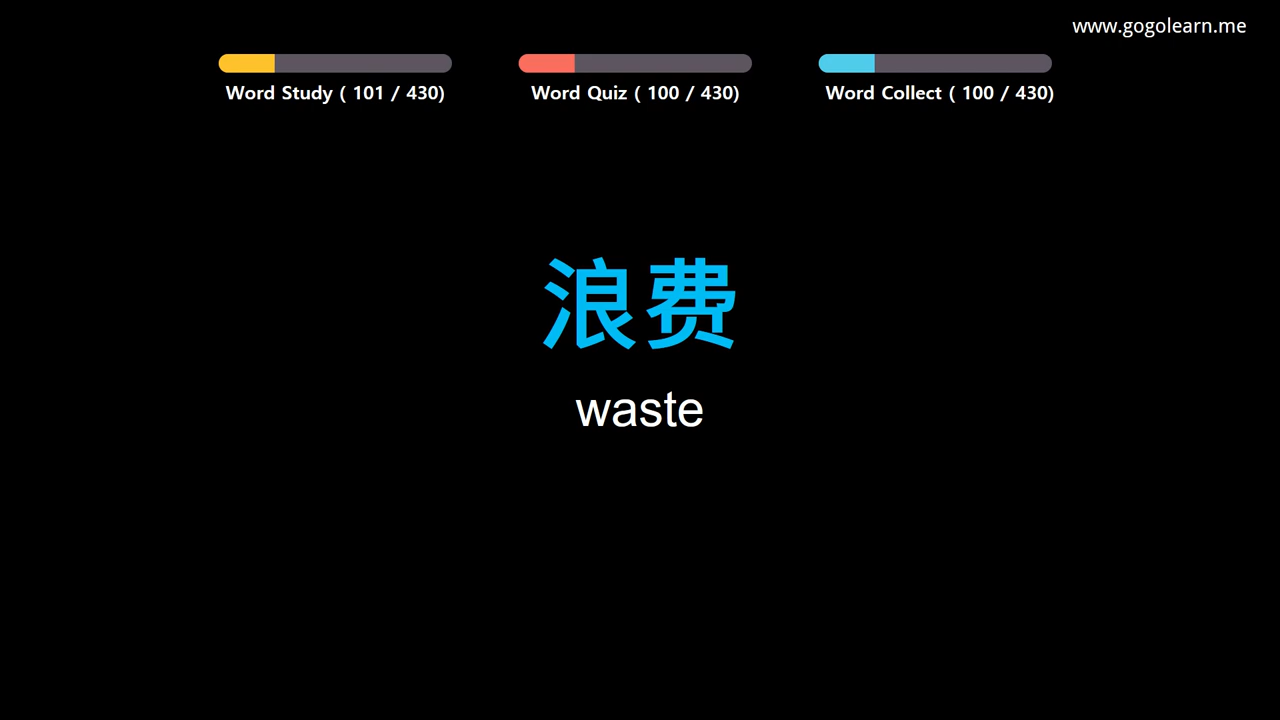 www.gogolearn.me
Word Study ( 101 / 430)
Word Quiz ( 100 / 430)
Word Collect ( 100 / 430)
浪费
waste